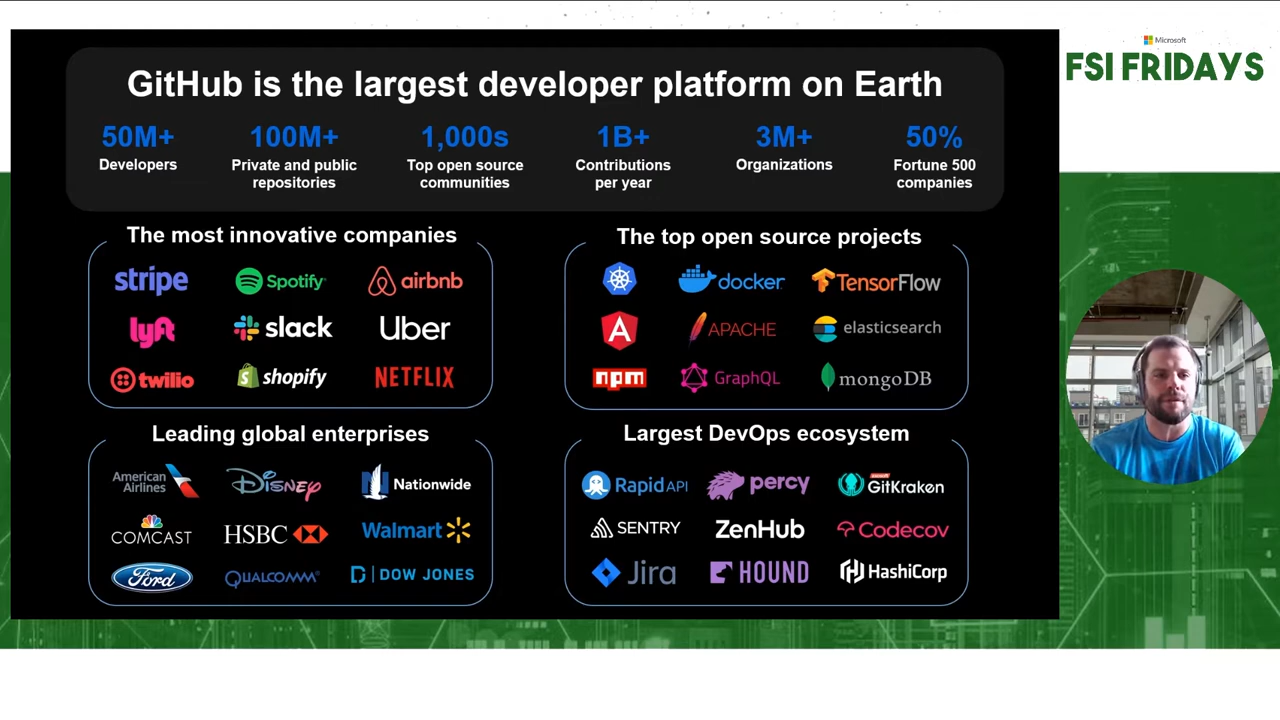 Microsoft
FSI FRIDAYS
GitHub is the largest developer platform on Earth
50M+
Developers
100M+
Private and public
repositories
1,000s
Top open source
communities
1B+
Contributions
per year
3M+
Organizations
50%
Fortune 500
companies
The most innovative companies
stripe
Spotify
airbnb
lyft
slack
Uber
twilio
shopify
NETFLIX
The top open source projects
docker
TensorFlow
A
APACHE
elasticsearch
npm
GraphQL
mongoDB
Leading global enterprises
American
Airlines
DISNEY
Nationwide
COMCAST
HSBC
Walmart
Ford
QUALCOMM
DOW JONES
Largest DevOps ecosystem
RapidAPI
percy
GitKraken
SENTRY
ZenHub
Codecov
Jira
HOUND
HashiCorp